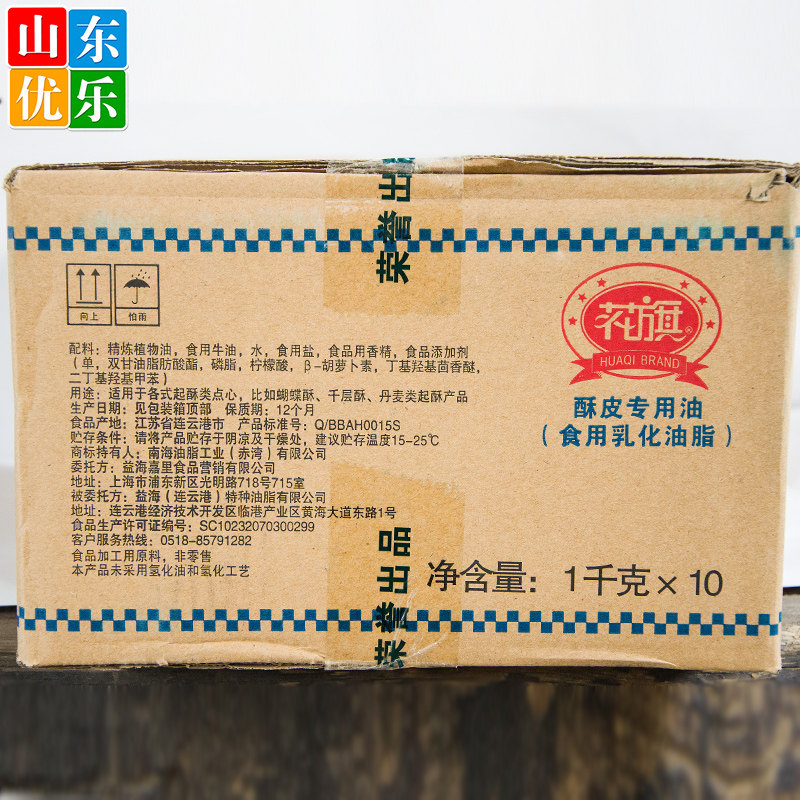 山东
优乐
荣誉出
向上
怕雨
花旗®
HUAQI BRAND
酥皮专用油
（食用乳化油脂）
配料：精炼植物油，食用牛油，水，食用盐，食品用香精，食品添加剂
（单，双甘油脂肪酸酯，磷脂，柠檬酸，β-胡萝卜素，丁基羟基茴香醚，
二丁基羟基甲苯）
用途：适用于各式起酥类点心，比如蝴蝶酥、千层酥、丹麦类起酥产品
生产日期：见包装箱顶部 保质期：12个月
食品产地：江苏省连云港市 产品标准号：Q/BBAH0015S
贮存条件：请将产品贮存于阴凉及干燥处，建议贮存温度15-25℃
商标持有人：南海油脂工业（赤湾）有限公司
委托方：益海嘉里食品营销有限公司
地址：上海市浦东新区光明路718号715室
被委托方：益海（连云港）特种油脂有限公司
地址：连云港经济技术开发区临港产业区黄海大道东路1号
食品生产许可证编号：SC10232070300299
客户服务热线：0518-85791282
食品加工用原料，非零售
本产品未采用氢化油和氢化工艺
荣誉出品
净含量：1千克×10